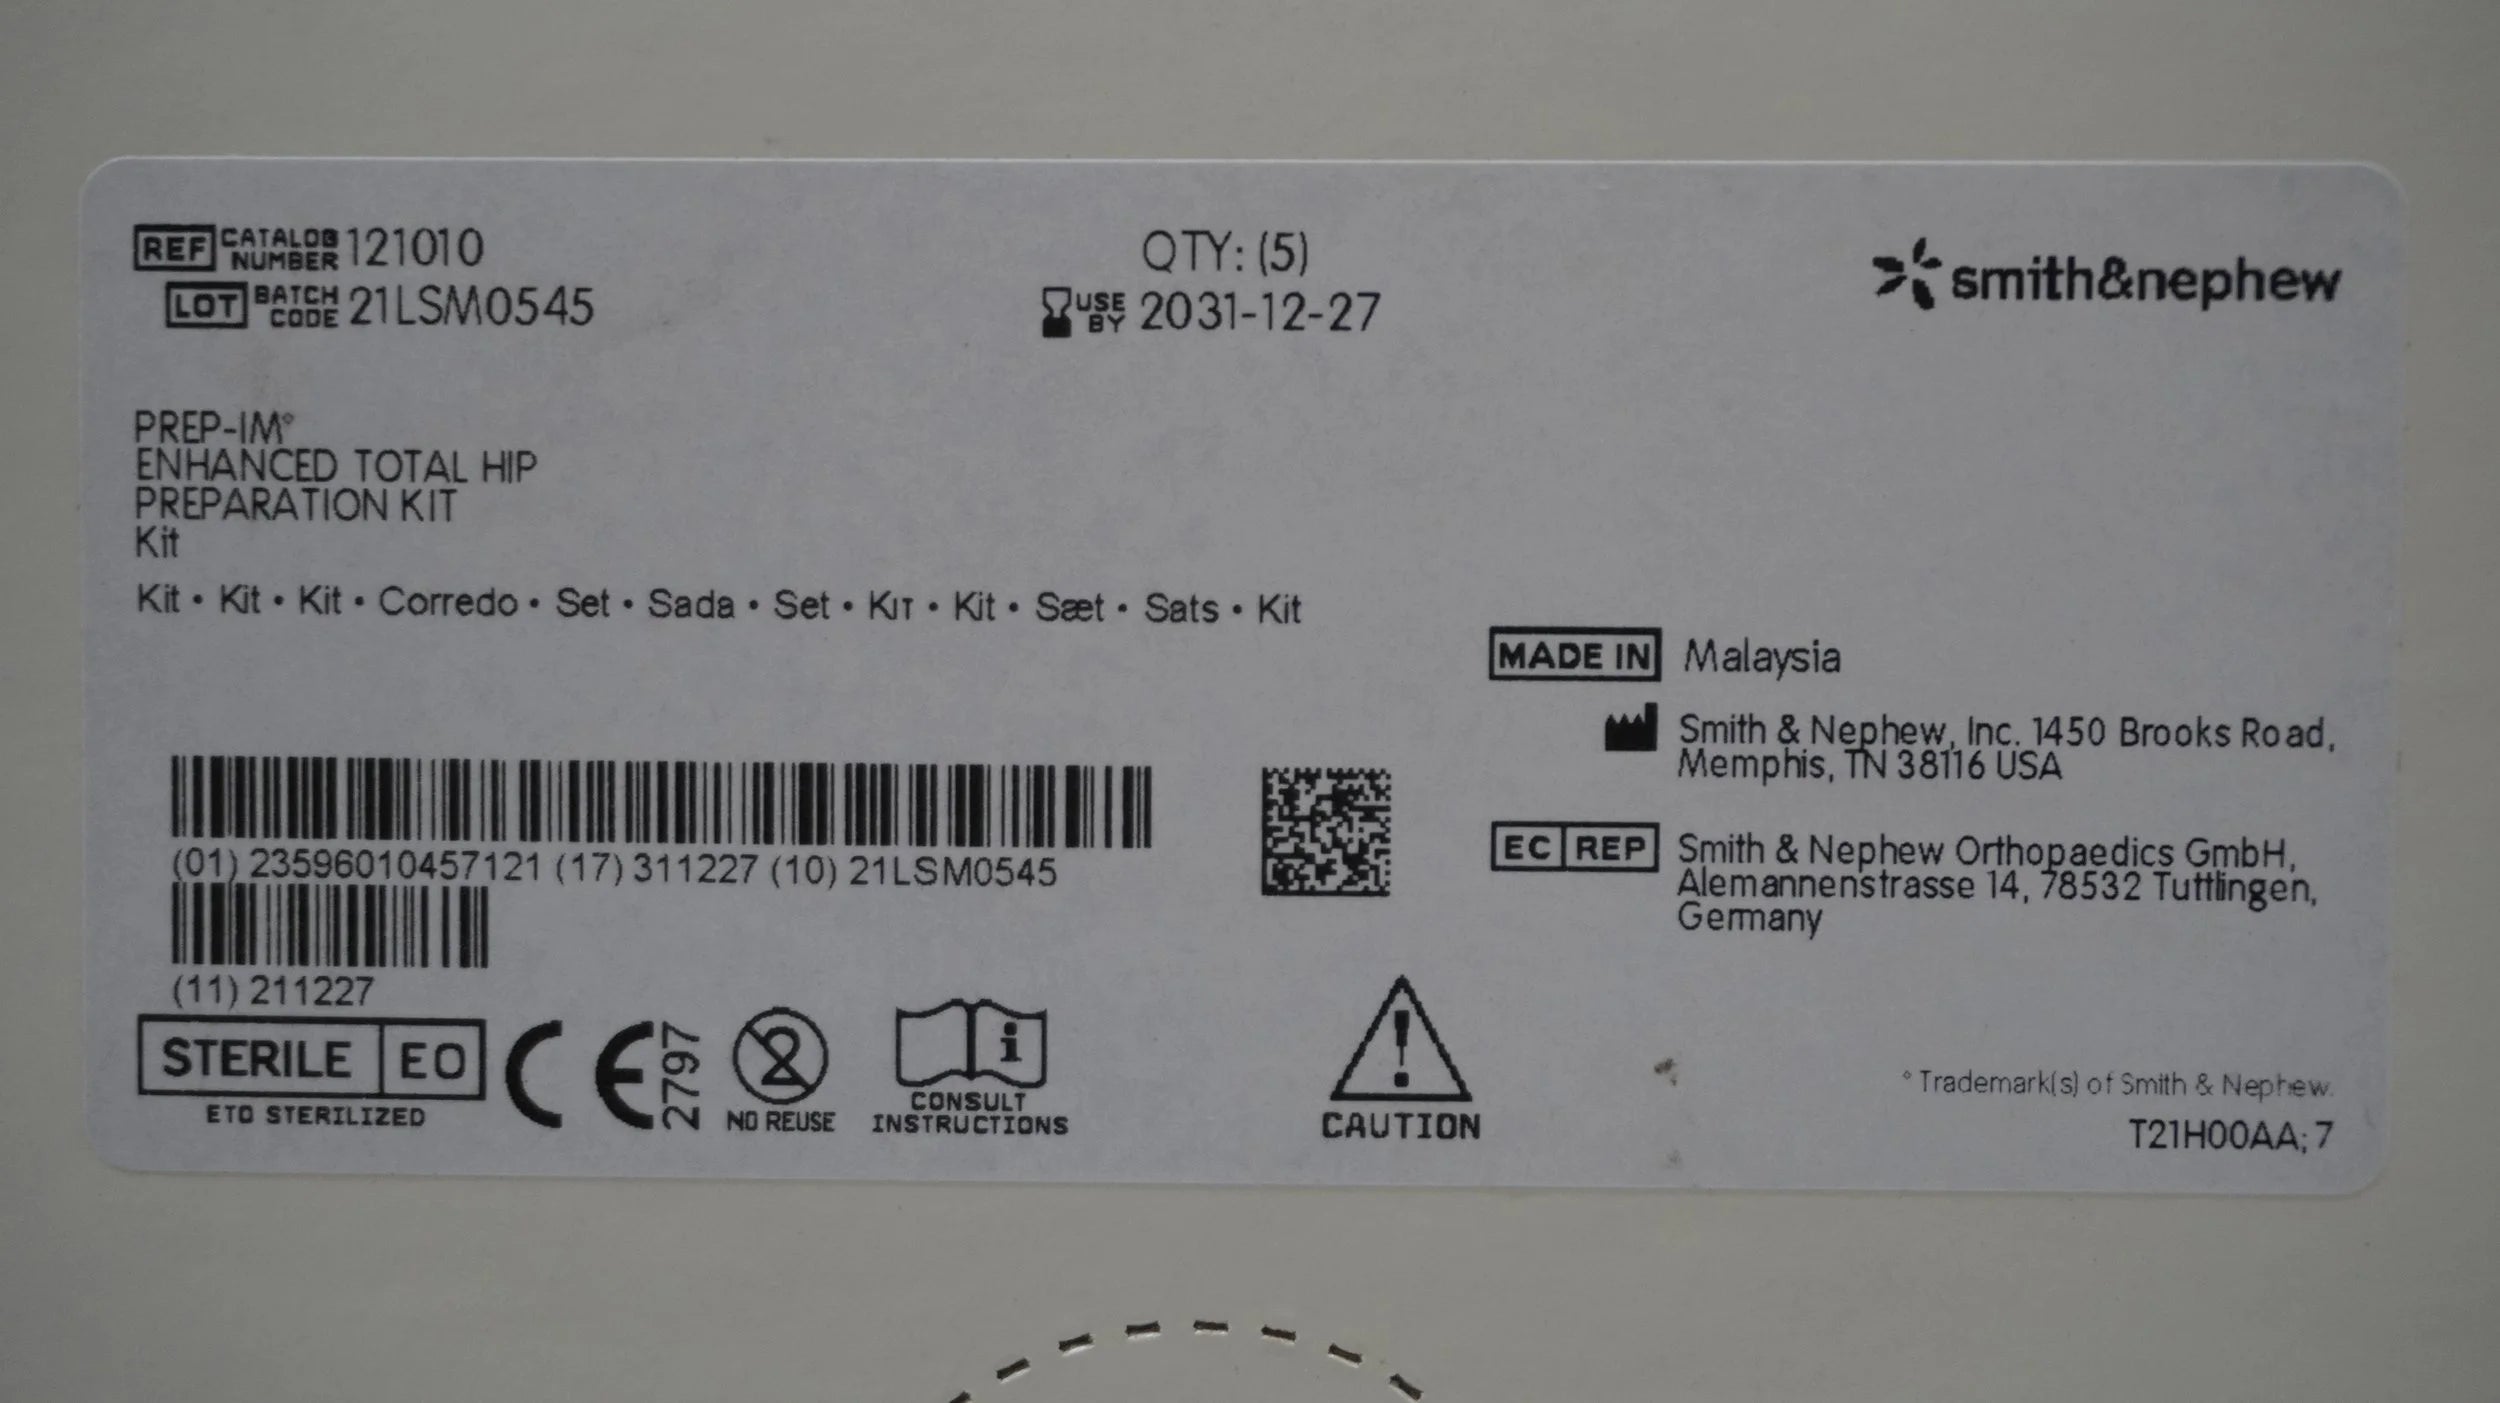 REF CATALOG NUMBER 121010
LOT BATCH CODE 21LSM0545
QTY: (5)
USE BY 2031-12-27
smith&nephew
PREP-IM°
ENHANCED TOTAL HIP
PREPARATION KIT
Kit
Kit • Kit • Kit • Corredo • Set • Sada • Set • Κιτ • Kit • Sæt • Sats • Kit
MADE IN Malaysia
Smith & Nephew, Inc. 1450 Brooks Road,
Memphis, TN 38116 USA
EC REP Smith & Nephew Orthopaedics GmbH,
Alemannenstrasse 14, 78532 Tuttlingen,
Germany
(01) 23596010457121 (17) 311227 (10) 21LSM0545
(11) 211227
STERILE EO
ETO STERILIZED
CE 2797
2
NO REUSE
i
CONSULT
INSTRUCTIONS
!
CAUTION
° Trademark(s) of Smith & Nephew.
T21H00AA; 7